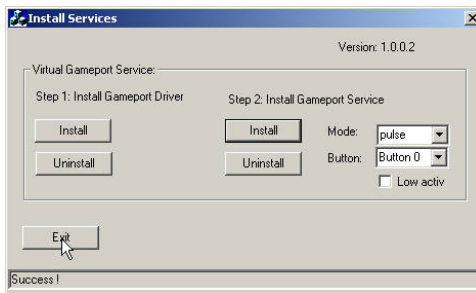 Install Services
Version: 1.0.0.2
Virtual Gameport Service:
Step 1: Install Gameport Driver
Step 2: Install Gameport Service
Install
Install
Mode:
pulse
Uninstall
Uninstall
Button:
Button 0
Low activ
Exit
Success !